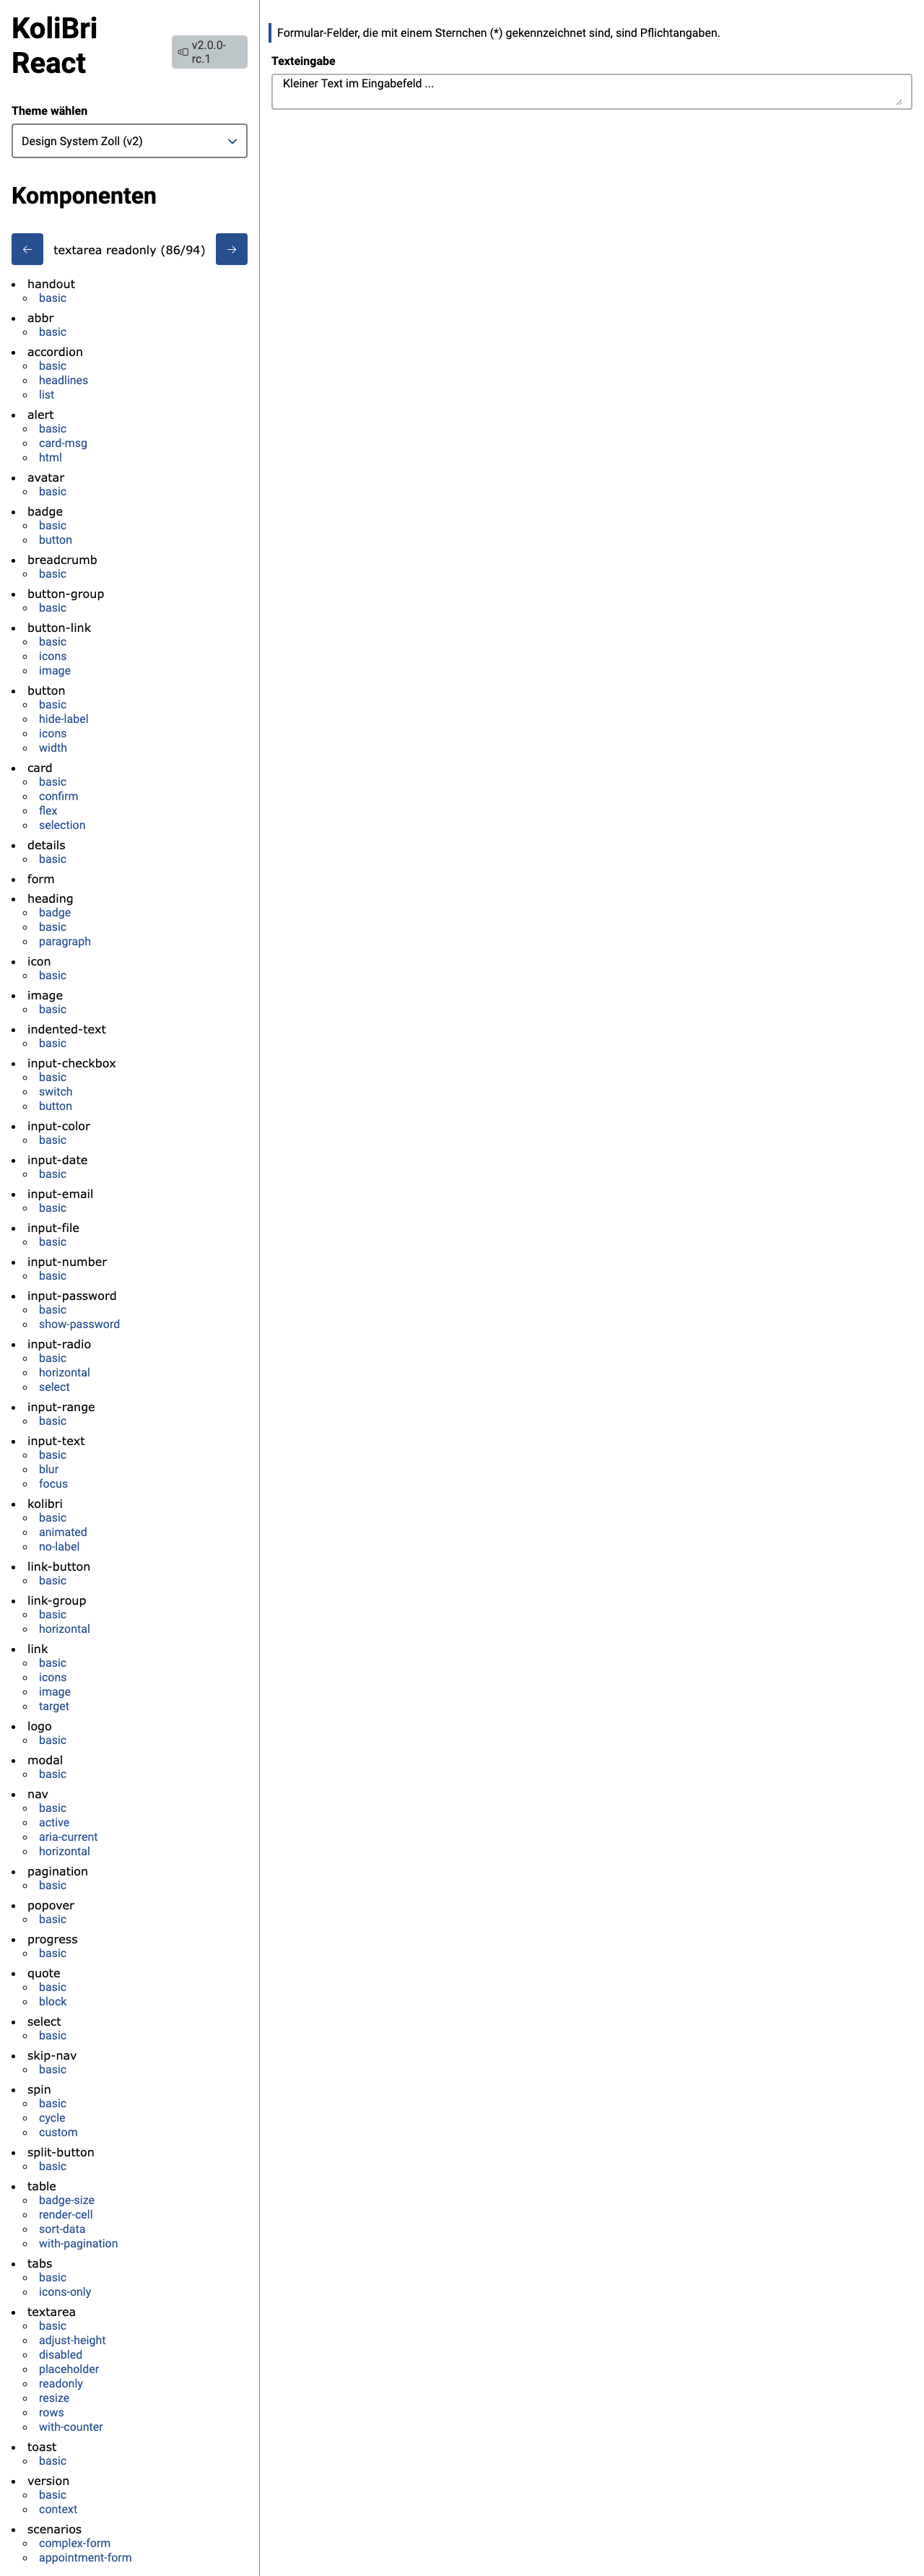 KoliBri
React
v2.0.0-
rc.1
Theme wählen
Design System Zoll (v2)
Komponenten
← textarea readonly (86/94) →
handout
basic
abbr
basic
accordion
basic
headlines
list
alert
basic
card-msg
html
avatar
basic
badge
basic
button
breadcrumb
basic
button-group
basic
button-link
basic
icons
image
button
basic
hide-label
icons
width
card
basic
confirm
flex
selection
details
basic
form
heading
badge
basic
paragraph
icon
basic
image
basic
indented-text
basic
input-checkbox
basic
switch
button
input-color
basic
input-date
basic
input-email
basic
input-file
basic
input-number
basic
input-password
basic
show-password
input-radio
basic
horizontal
select
input-range
basic
input-text
basic
blur
focus
kolibri
basic
animated
no-label
link-button
basic
link-group
basic
horizontal
link
basic
icons
image
target
logo
basic
modal
basic
nav
basic
active
aria-current
horizontal
pagination
basic
popover
basic
progress
basic
quote
basic
block
select
basic
skip-nav
basic
spin
basic
cycle
custom
split-button
basic
table
badge-size
render-cell
sort-data
with-pagination
tabs
basic
icons-only
textarea
basic
adjust-height
disabled
placeholder
readonly
resize
rows
with-counter
toast
basic
version
basic
context
scenarios
complex-form
appointment-form
Formular-Felder, die mit einem Sternchen (*) gekennzeichnet sind, sind Pflichtangaben.
Texteingabe
Kleiner Text im Eingabefeld ...